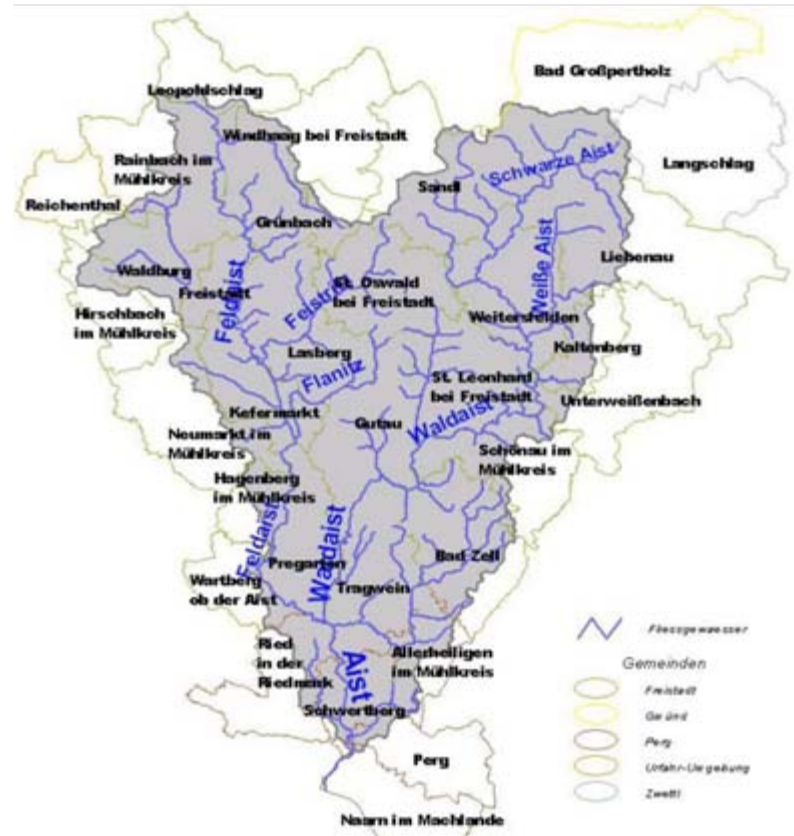 Leopoldschlag
Bad Großpertholz
Windhaag bei Freistadt
Rainbach im
Mühlkreis
Schwarze Aist
Langschlag
Sandl
Reichenthal
Grünbach
Weiße Aist
Liebenau
Waldburg
Freistadt
Feldaist
Feistritz
St. Oswald
bei Freistadt
Hirschbach
im Mühlkreis
Weitersfelden
Kaltenberg
Lasberg
Flanitz
St. Leonhard
bei Freistadt
Unterweißenbach
Kefermarkt
Gutau
Waldaist
Neumarkt im
Mühlkreis
Schönau im
Mühlkreis
Hagenberg
im Mühlkreis
Feldaist
Waldaist
Bad Zell
Pregarten
Wartberg
ob der Aist
Tragwein
Fliessgewaesser
Ried
in der
Riedmark
Aist
Allerheiligen
im Mühlkreis
Gemeinden
Freistadt
Schwertberg
Gmünd
Perg
Perg
Urfahr-Umgebung
Zwettl
Naarn im Machlande